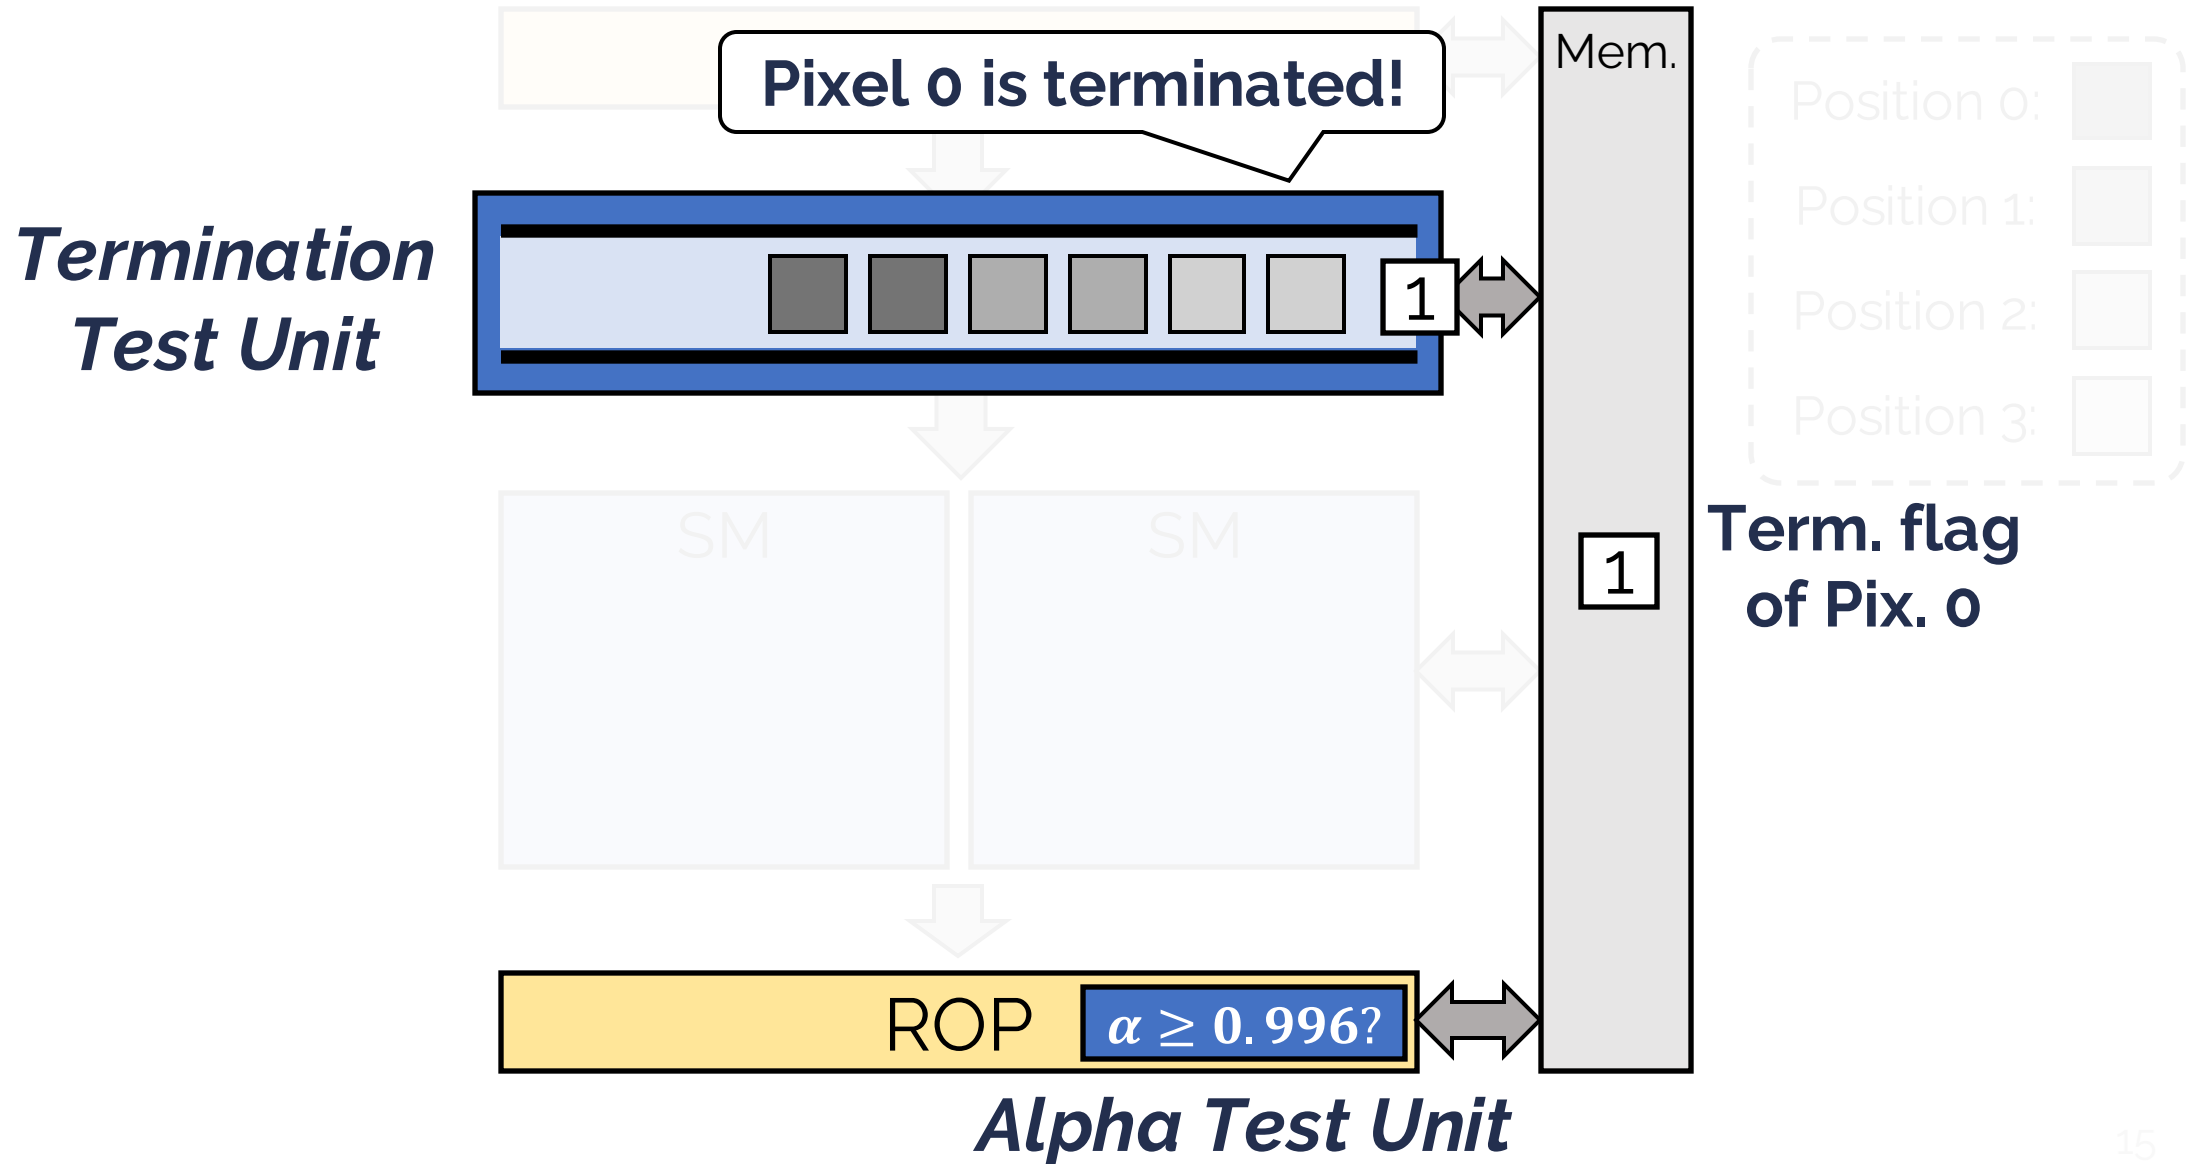 Pixel 0 is terminated!
Mem.
Position 0:
Position 1:
Position 2:
Position 3:
Termination
Test Unit
1
SM
SM
1
Term. flag
of Pix. 0
ROP
α ≥ 0.996?
Alpha Test Unit
15